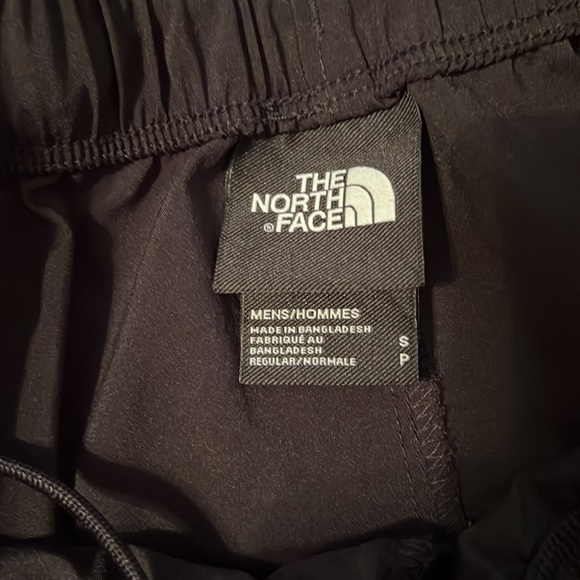 THE
NORTH
®FACE
MENS/HOMMES
MADE IN BANGLADESH
FABRIQUÉ AU S
BANGLADESH
REGULAR/NORMALE P